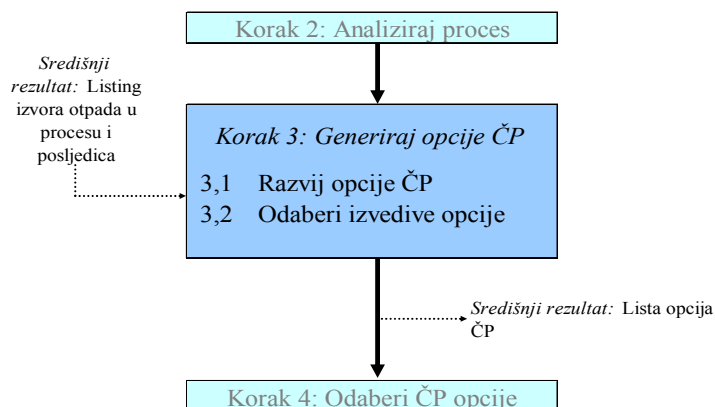 Korak 2: Analiziraj proces
Središnji
rezultat: Listing
izvora otpada u
procesu i
posljedica
Korak 3: Generiraj opcije ČP
3,1 Razvij opcije ČP
3,2 Odaberi izvedive opcije
Središnji rezultat: Lista opcija
ČP
Korak 4: Odaberi ČP opcije